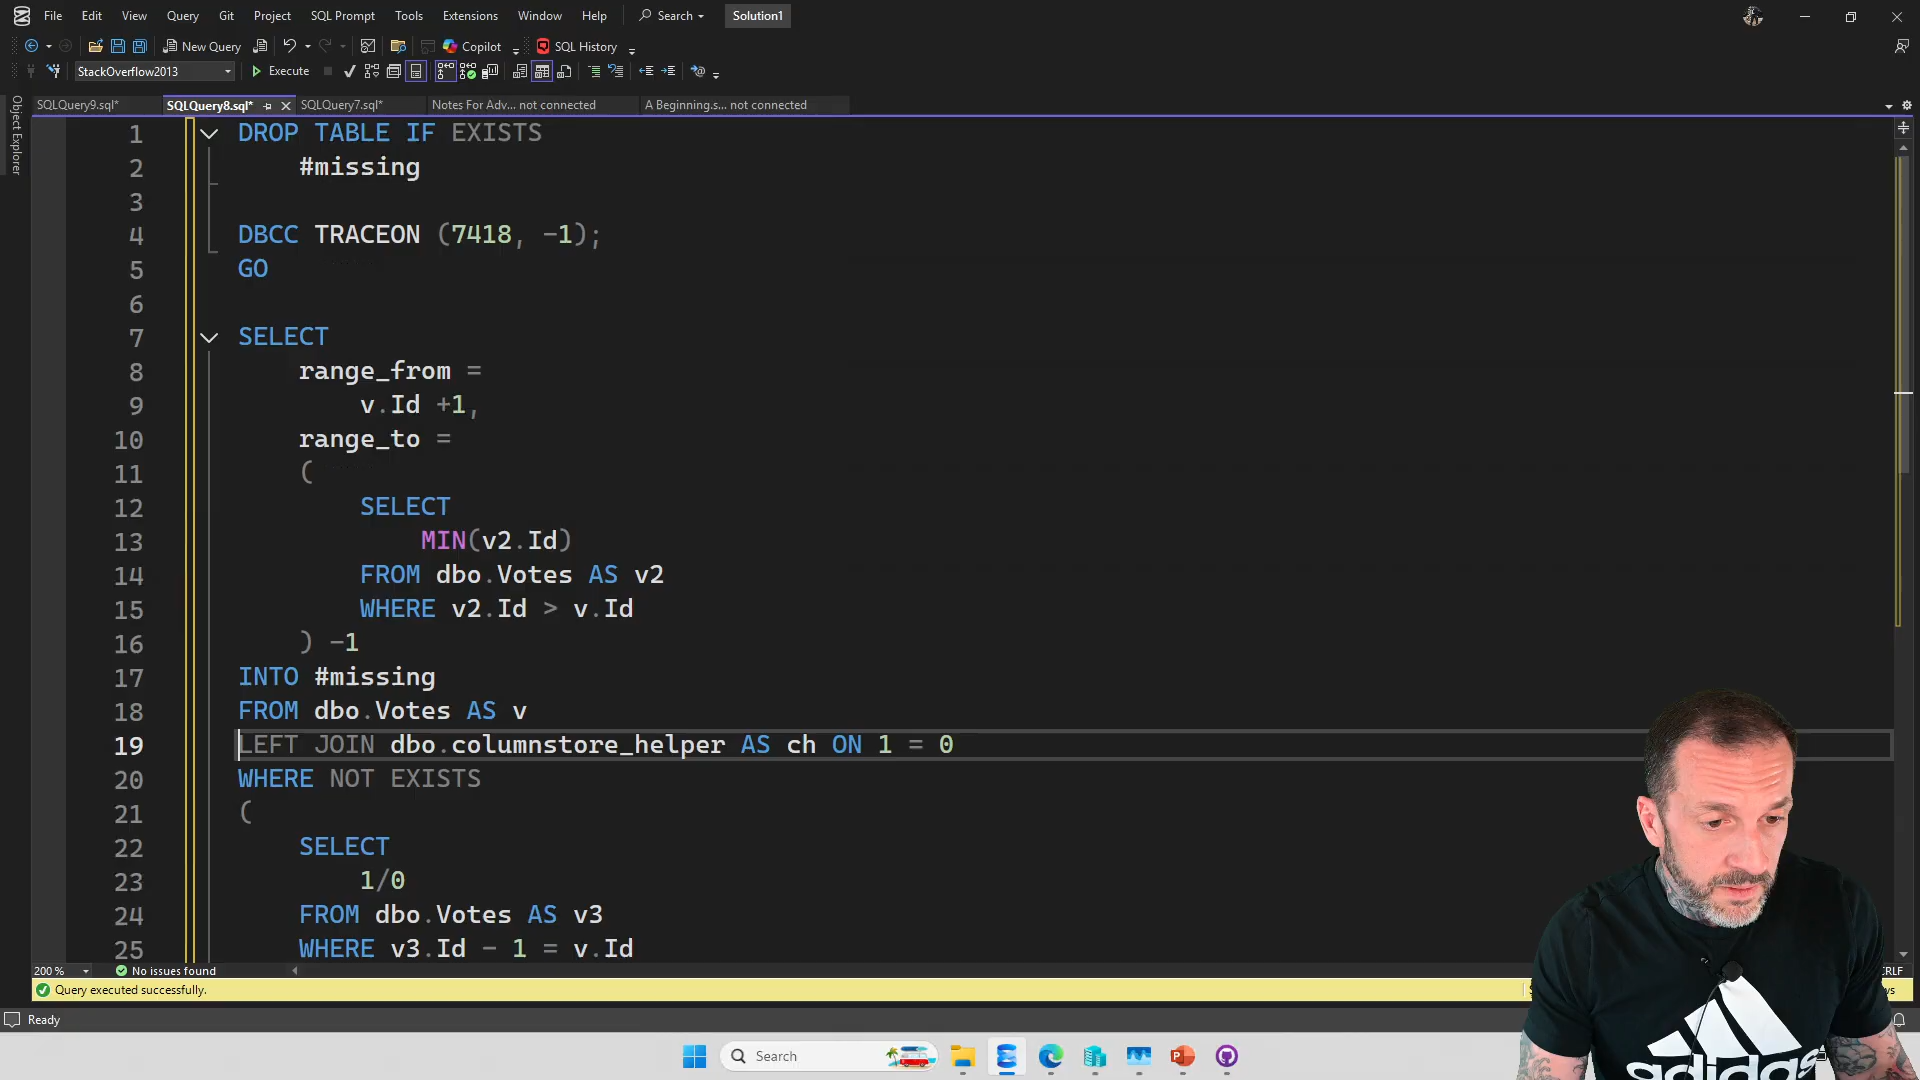 File Edit View Query Git Project SQL Prompt Tools Extensions Window Help Search Solution1
New Query Copilot SQL History
StackOverflow2013 Execute
SQLQuery9.sql* SQLQuery8.sql* SQLQuery7.sql* Notes For Adv... not connected A Beginning.s... not connected
Object Explorer
1 DROP TABLE IF EXISTS
2 #missing
3
4 DBCC TRACEON (7418, -1);
5 GO
6
7 SELECT
8 range_from =
9 v.Id +1,
10 range_to =
11 (
12 SELECT
13 MIN(v2.Id)
14 FROM dbo.Votes AS v2
15 WHERE v2.Id > v.Id
16 ) -1
17 INTO #missing
18 FROM dbo.Votes AS v
19 LEFT JOIN dbo.columnstore_helper AS ch ON 1 = 0
20 WHERE NOT EXISTS
21 (
22 SELECT
23 1/0
24 FROM dbo.Votes AS v3
25 WHERE v3.Id - 1 = v.Id
200 % No issues found CRLF
Query executed successfully.
Ready
Search
adidas